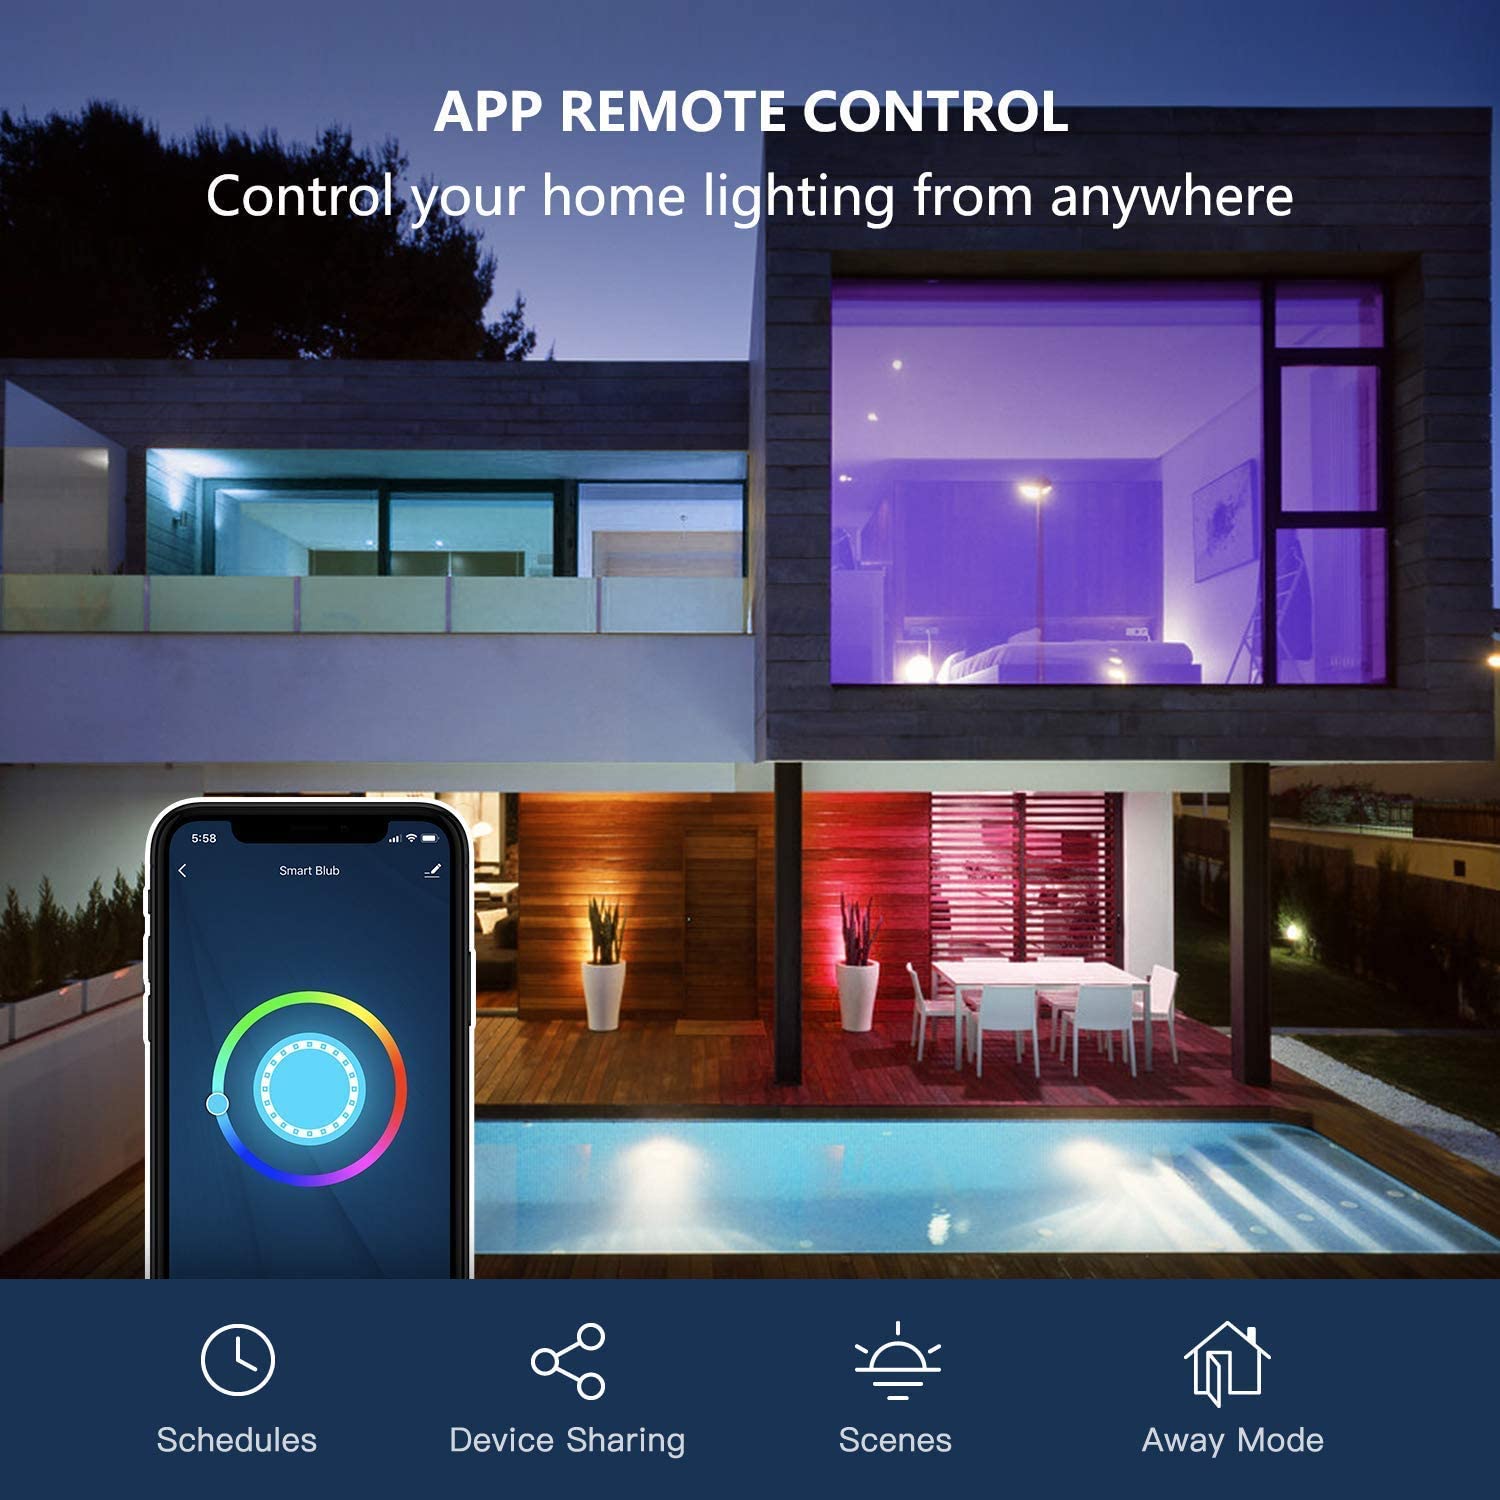 APP REMOTE CONTROL
Control your home lighting from anywhere
5:58
Smart Blub
Schedules
Device Sharing
Scenes
Away Mode